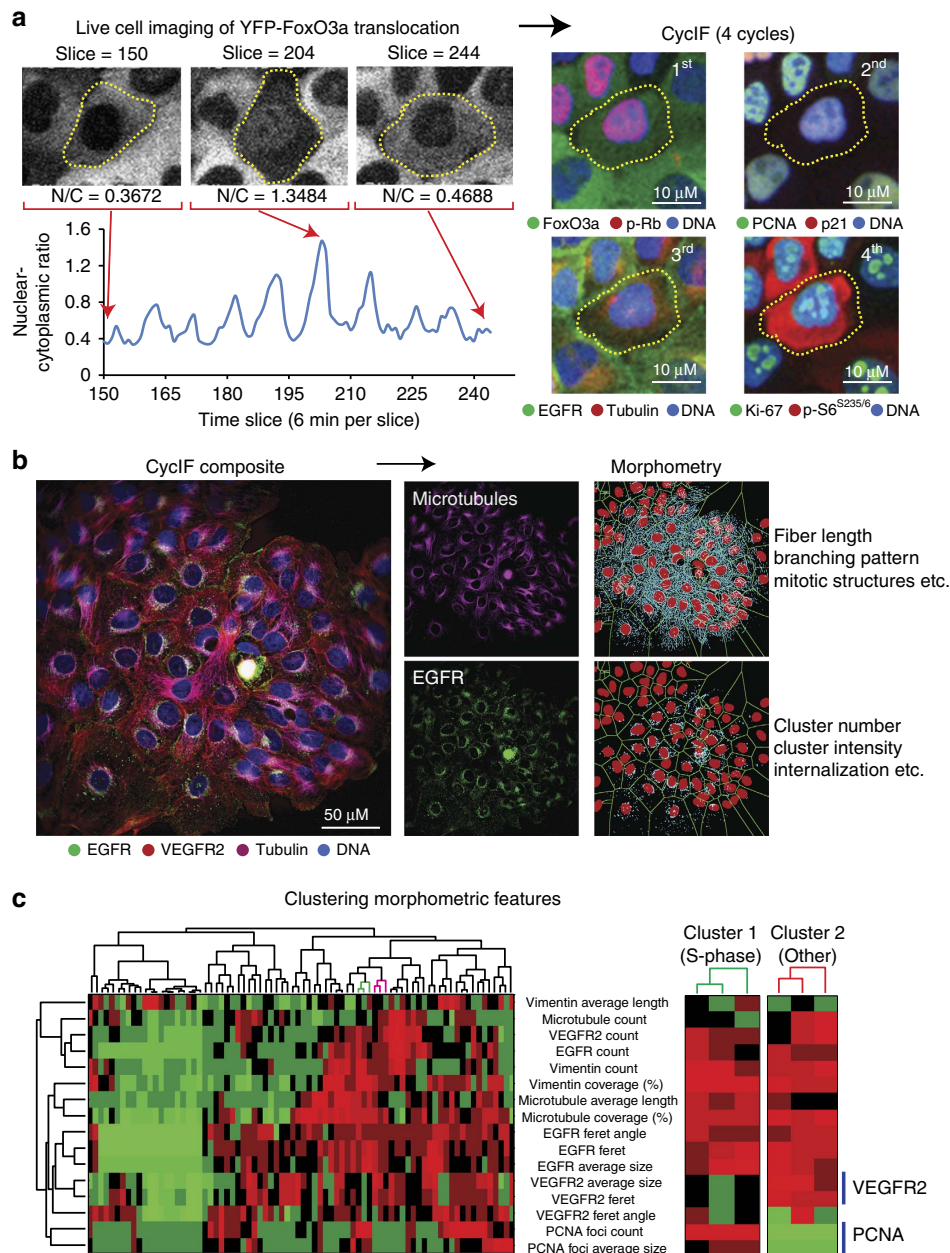 a
Live cell imaging of YFP-FoxO3a translocation
Slice = 150
Slice = 204
Slice = 244
N/C = 0.3672
N/C = 1.3484
N/C = 0.4688
Nuclear-
cytoplasmic ratio
1.6
1.2
0.8
0.4
0
150
165
180
195
210
225
240
Time slice (6 min per slice)
CycIF (4 cycles)
1st
10 μM
FoxO3a p-Rb DNA
2nd
10 μM
PCNA p21 DNA
3rd
10 μM
EGFR Tubulin DNA
4th
10 μM
Ki-67 p-S6S235/6 DNA
b
CycIF composite
Morphometry
50 μM
EGFR VEGFR2 Tubulin DNA
Microtubules
EGFR
Fiber length
branching pattern
mitotic structures etc.
Cluster number
cluster intensity
internalization etc.
c
Clustering morphometric features
Cluster 1
(S-phase)
Cluster 2
(Other)
Vimentin average length
Microtubule count
VEGFR2 count
EGFR count
Vimentin count
Vimentin coverage (%)
Microtubule average length
Microtubule coverage (%)
EGFR feret angle
EGFR feret
EGFR average size
VEGFR2 average size
VEGFR2 feret
VEGFR2 feret angle
PCNA foci count
PCNA foci average size
VEGFR2
PCNA